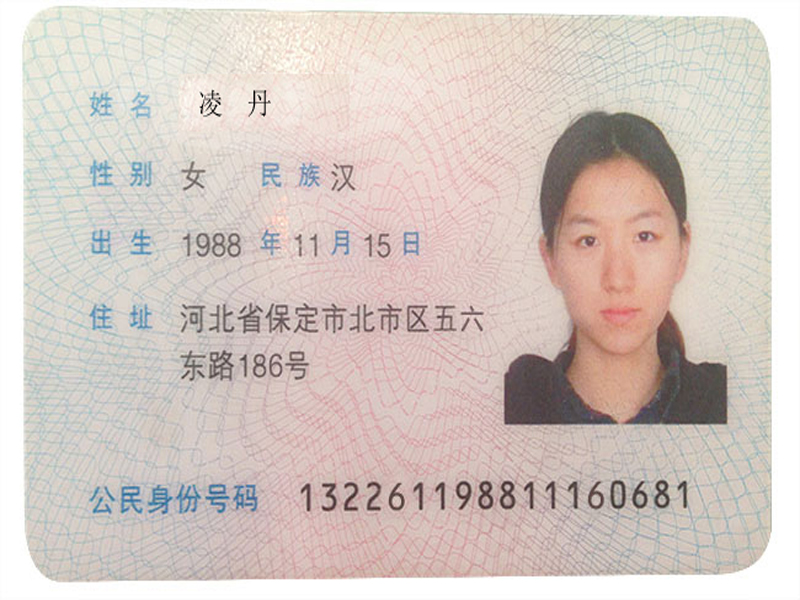 姓名 凌丹
性别 女 民族 汉
出生 1988 年 11 月 15 日
住址 河北省保定市北市区五六
东路186号
公民身份号码 132261198811160681